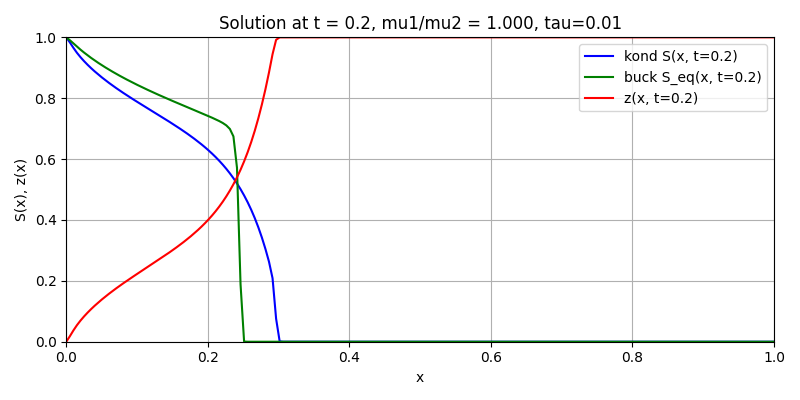 Solution at t = 0.2, mu1/mu2 = 1.000, tau=0.01
1.0
0.8
0.6
0.4
0.2
0.0
S(x), z(x)
kond S(x, t=0.2)
buck S_eq(x, t=0.2)
z(x, t=0.2)
0.0 0.2 0.4 0.6 0.8 1.0
x